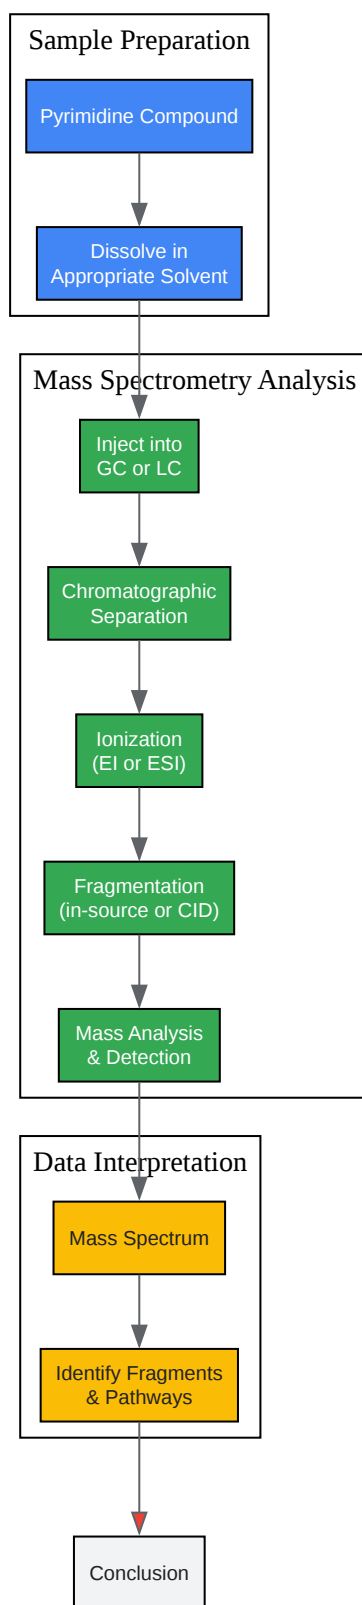 Sample Preparation
Pyrimidine Compound
Dissolve in
Appropriate Solvent
Mass Spectrometry Analysis
Inject into
GC or LC
Chromatographic
Separation
Ionization
(EI or ESI)
Fragmentation
(in-source or CID)
Mass Analysis
& Detection
Data Interpretation
Mass Spectrum
Identify Fragments
& Pathways
Conclusion